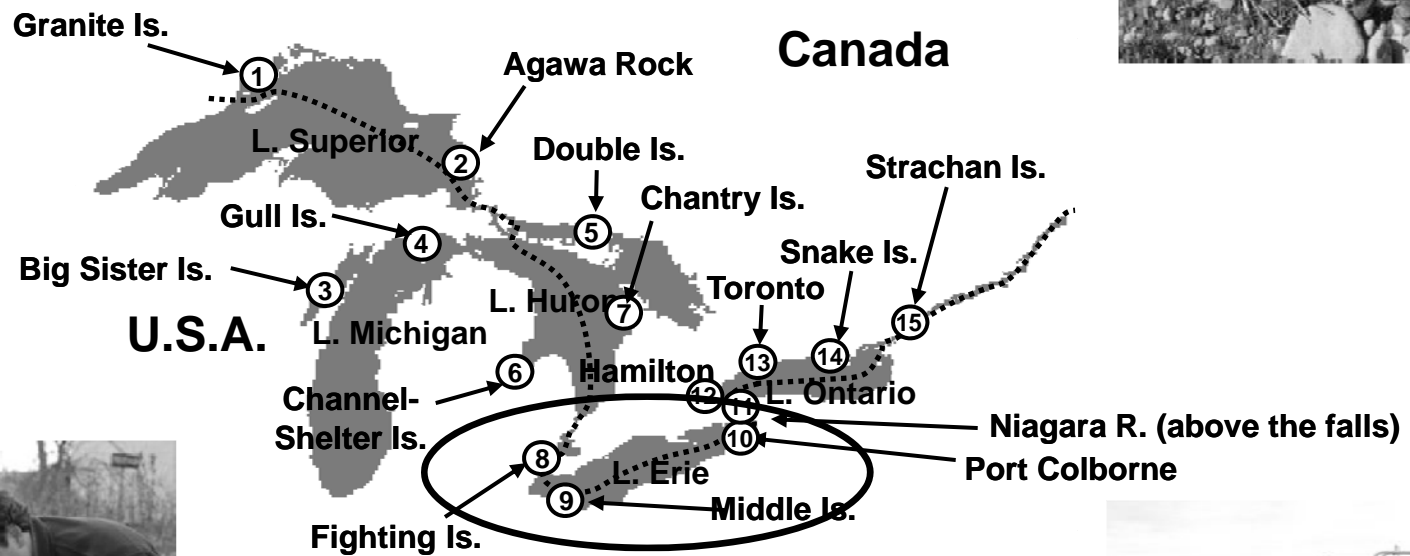 Granite Is.
Canada
1
Agawa Rock
L. Superior
2
Double Is.
Strachan Is.
Chantry Is.
Gull Is.
4
5
Snake Is.
Big Sister Is.
3
Toronto
L. Huron
7
U.S.A.
L. Michigan
15
13
14
6
Hamilton
12
L. Ontario
Channel-
Shelter Is.
11
Niagara R. (above the falls)
10
8
Port Colborne
L. Erie
9
Middle Is.
Fighting Is.